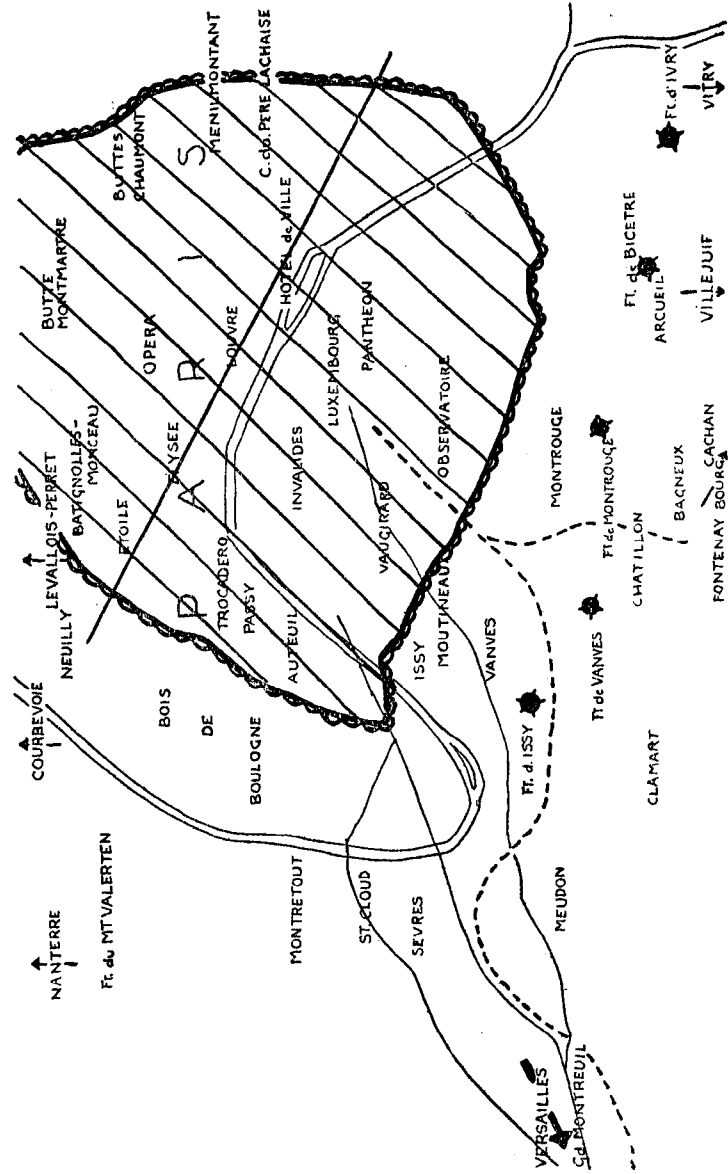 NANTERRE
Ft. du MT VALERTEN
COURBEVOIE
NEUILLY
LEVALLOIS-PERRET
BATIGNOLLES-
MONCEAU
BUTTE
MONTMARTRE
BUTTES
CHAUMONT
MENILMONTANT
C. du. PERE LACHAISE
ETOILE
OPERA
PARIS
LOUVRE
HOTEL de VILLE
BOIS
DE
BOULOGNE
TROCADERO
PASSY
AUTEUIL
INVALIDES
LUXEMBOURG
PANTHEON
VAUGIRARD
OBSERVATOIRE
MONTRETOUT
ST. CLOUD
SEVRES
ISSY
MOUTINEAU
VANVES
MONTROUGE
Ft. d. ISSY
Ft de VANVES
Ft de MONTROUGE
CHATILLON
BAGNEUX
Ft. de BICETRE
ARCUEIL
Ft. d'IVRY
VITRY
VILLEJUIF
CACHAN
FONTENAY
BOURG
CLAMART
MEUDON
VERSAILLES
Gd MONTREUIL